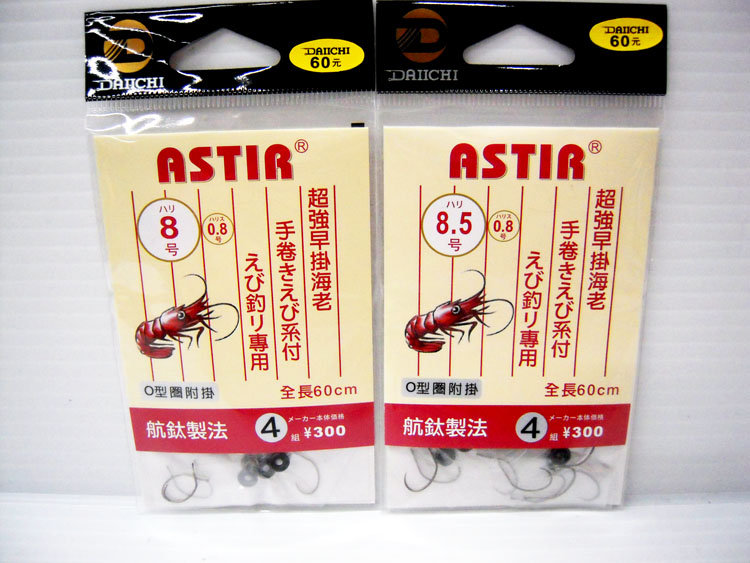 DAIICHI
DAIICHI
60元
ASTIR®
ハリ
8
号
ハリス
0.8
号
超強早掛海老
手巻きえび糸付
えび釣り専用
O型圈附掛
全長60cm
航鈦製法
4
組
メーカー本体価格
¥300
DAIICHI
DAIICHI
60元
ASTIR®
ハリ
8.5
号
ハリス
0.8
号
超強早掛海老
手巻きえび糸付
えび釣り専用
O型圈附掛
全長60cm
航鈦製法
4
組
メーカー本体価格
¥300